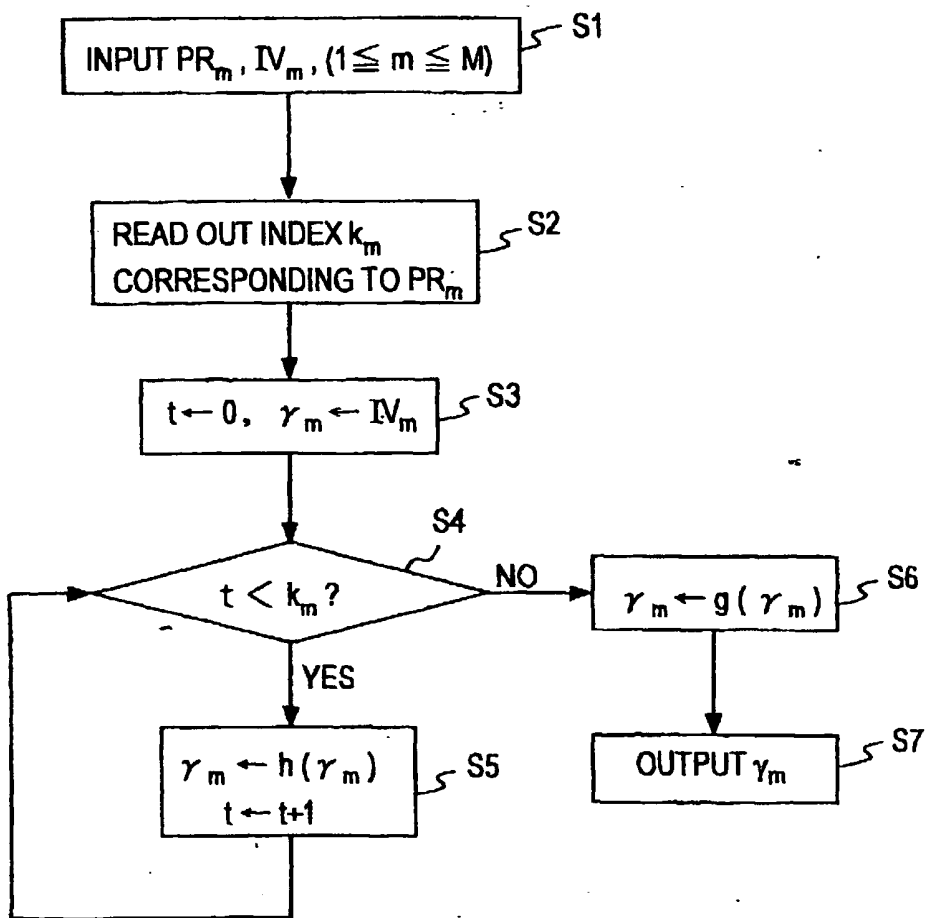 S1
INPUT PRₘ, IVₘ, (1 ≦ m ≦ M)
S2
READ OUT INDEX kₘ
CORRESPONDING TO PRₘ
S3
t ← 0, γₘ ← IVₘ
S4
t < kₘ ?
NO
S6
γₘ ← g(γₘ)
YES
S5
γₘ ← h(γₘ)
t ← t+1
S7
OUTPUT γₘ